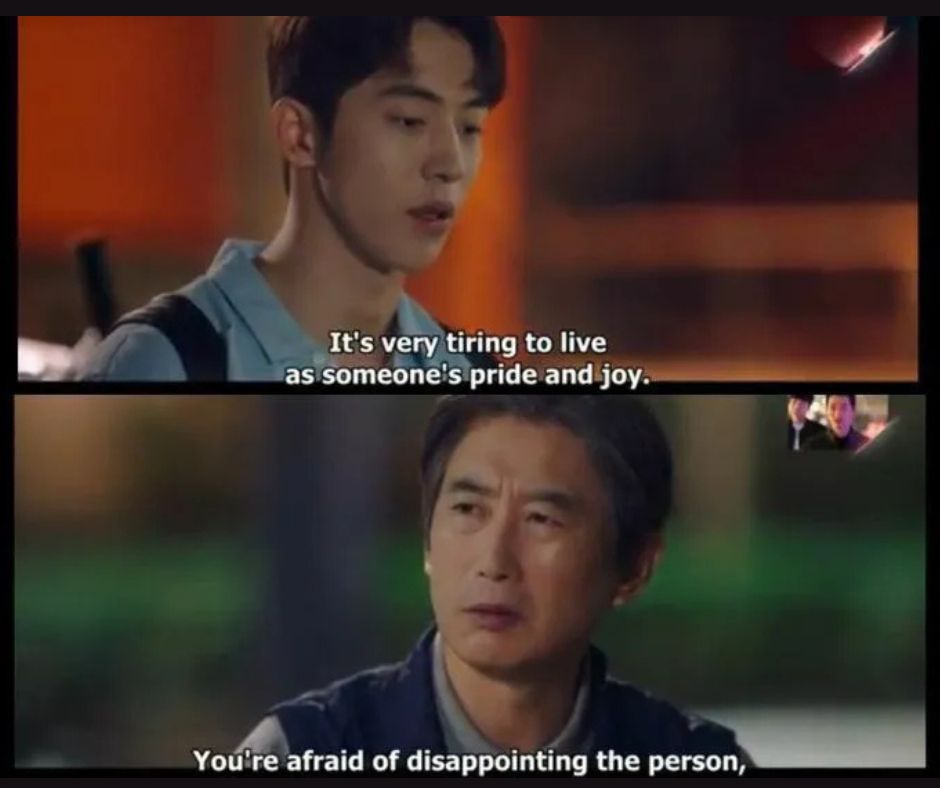 It's very tiring to live
as someone's pride and joy.
You're afraid of disappointing the person,